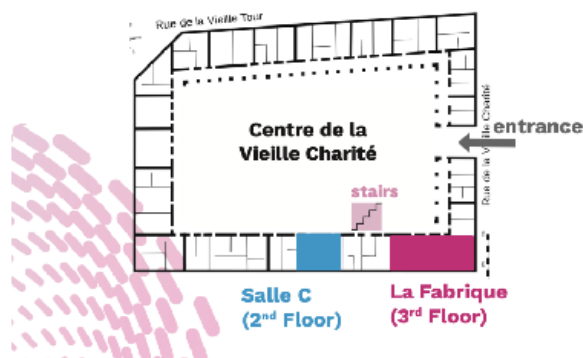 Rue de la Vieille Tour
Centre de la
Vieille Charité
entrance
Rue de la Vieille Charité
stairs
Salle C
(2nd Floor)
La Fabrique
(3rd Floor)